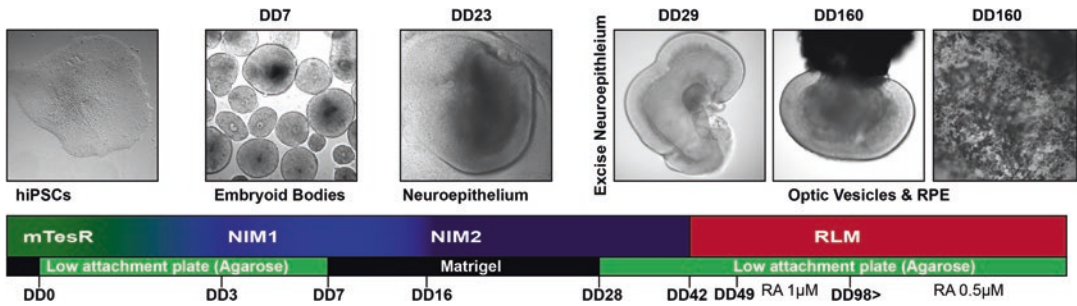 DD7
DD23
DD29
DD160
DD160
Excise Neuroepithleium
hiPSCs
Embryoid Bodies
Neuroepithelium
Optic Vesicles & RPE
mTesR
NIM1
NIM2
RLM
Low attachment plate (Agarose)
Matrigel
Low attachment plate (Agarose)
DD0
DD3
DD7
DD16
DD28
DD42
DD49
RA 1µM
DD98>
RA 0.5µM